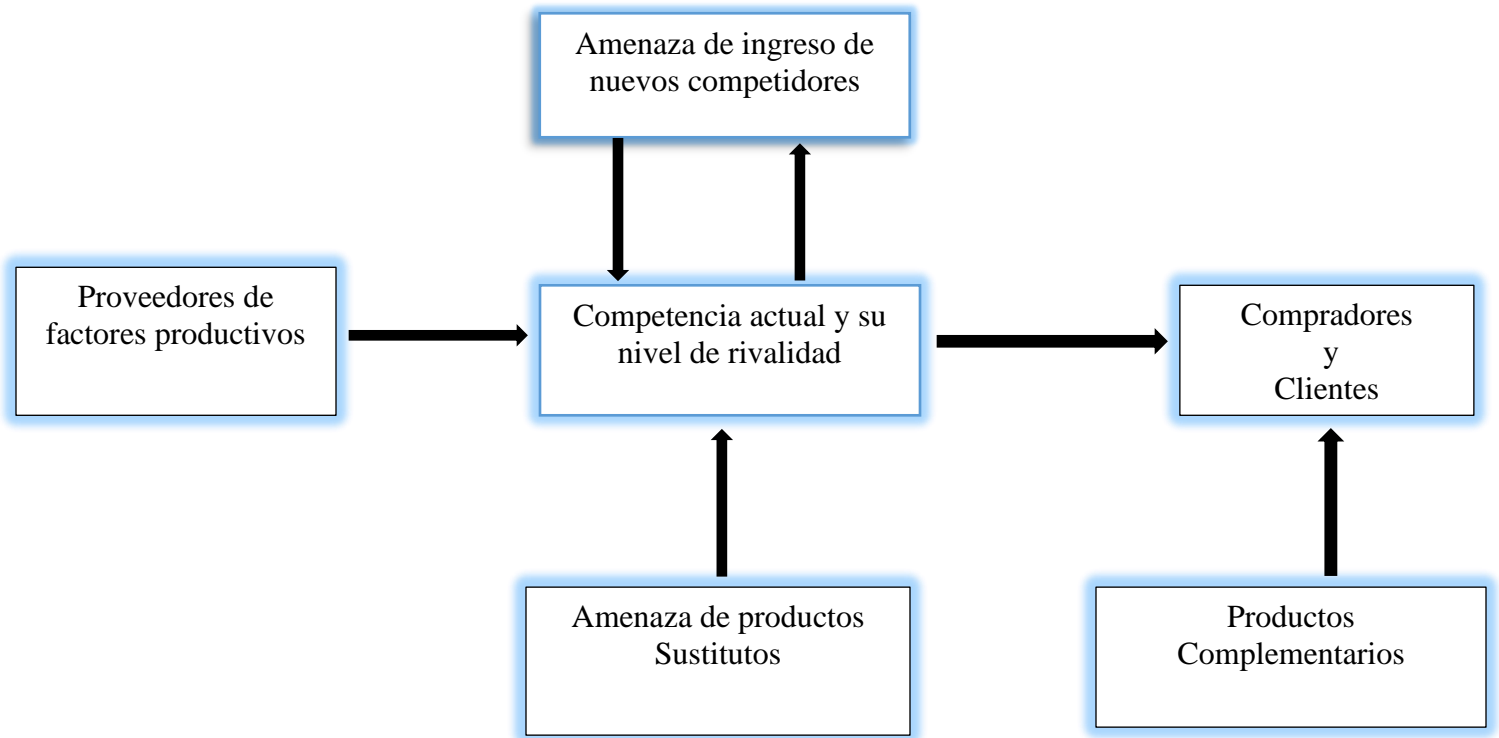 Amenaza de ingreso de
nuevos competidores
Proveedores de
factores productivos
Competencia actual y su
nivel de rivalidad
Compradores
y
Clientes
Amenaza de productos
Sustitutos
Productos
Complementarios